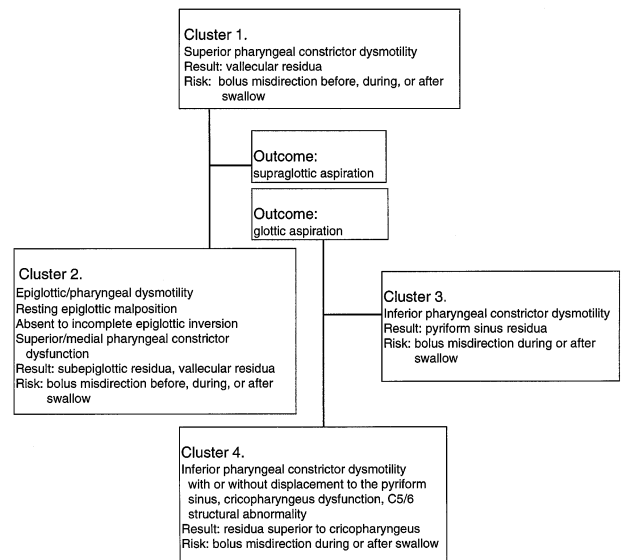 Cluster 1.
Superior pharyngeal constrictor dysmotility
Result: vallecular residua
Risk: bolus misdirection before, during, or after
swallow
Outcome:
supraglottic aspiration
Outcome:
glottic aspiration
Cluster 2.
Epiglottic/pharyngeal dysmotility
Resting epiglottic malposition
Absent to incomplete epiglottic inversion
Superior/medial pharyngeal constrictor
dysfunction
Result: subepiglottic residua, vallecular residua
Risk: bolus misdirection before, during, or after
swallow
Cluster 3.
Inferior pharyngeal constrictor dysmotility
Result: pyriform sinus residua
Risk: bolus misdirection during or after
swallow
Cluster 4.
Inferior pharyngeal constrictor dysmotility
with or without displacement to the pyriform
sinus, cricopharyngeus dysfunction, C5/6
structural abnormality
Result: residua superior to cricopharyngeus
Risk: bolus misdirection during or after swallow